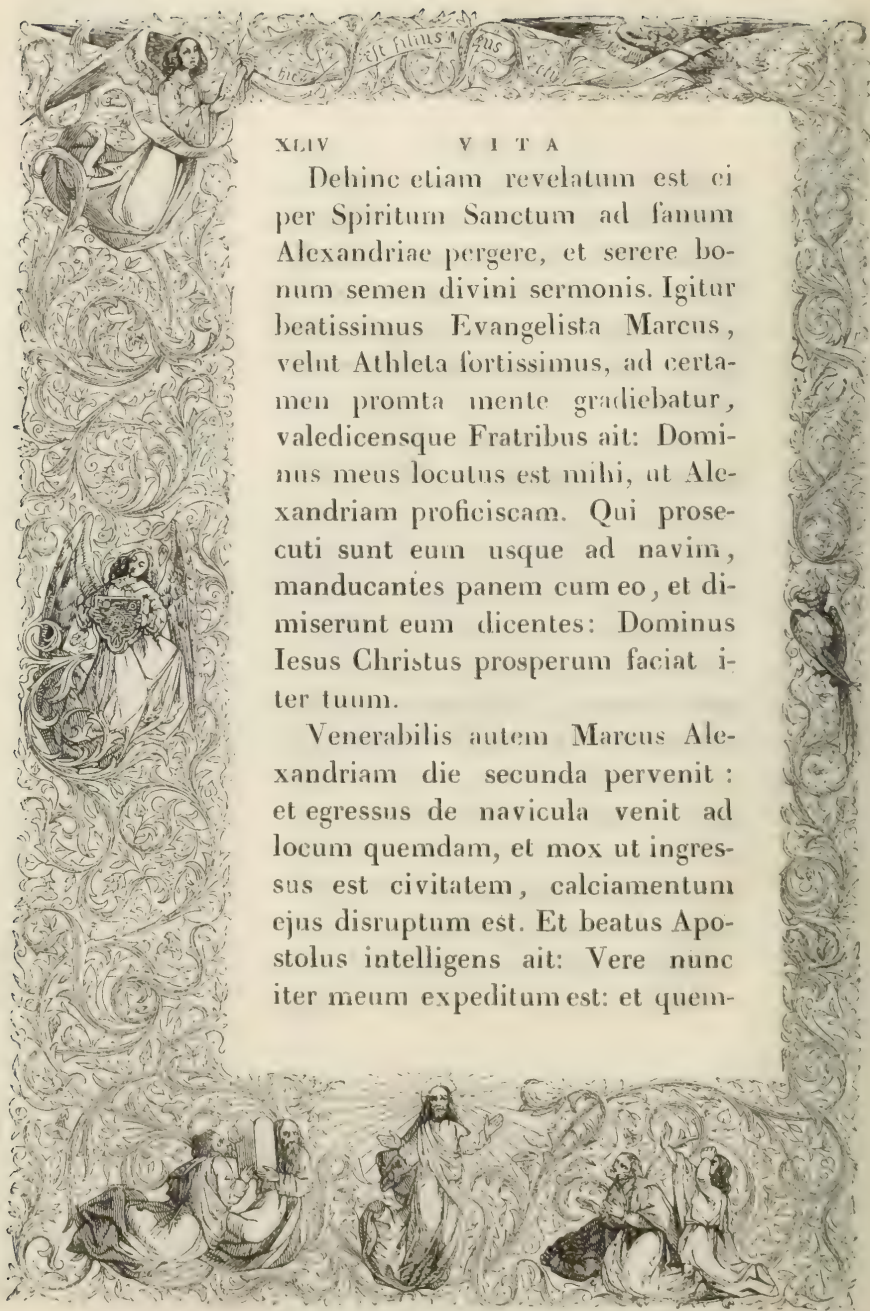 hic est filius meus
XLIV VITA
Dehinc etiam revelatum est ei
per Spiritum Sanctum ad fanum
Alexandriae pergere, et serere bo-
num semen divini sermonis. Igitur
beatissimus Evangelista Marcus,
velut Athleta fortissimus, ad certa-
men promta mente gradiebatur,
valedicensque Fratribus ait: Domi-
nus meus locutus est mihi, ut Ale-
xandriam proficiscam. Qui prose-
cuti sunt eum usque ad navim,
manducantes panem cum eo, et di-
miserunt eum dicentes: Dominus
Iesus Christus prosperum faciat i-
ter tuum.
Venerabilis autem Marcus Ale-
xandriam die secunda pervenit :
et egressus de navicula venit ad
locum quemdam, et mox ut ingres-
sus est civitatem, calciamentum
ejus disruptum est. Et beatus Apo-
stolus intelligens ait: Vere nunc
iter meum expeditum est: et quem-